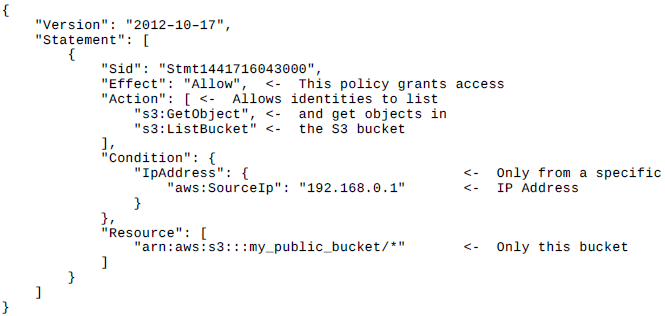 {
    "Version": "2012–10–17",
    "Statement": [
        {
            "Sid": "Stmt1441716043000",
            "Effect": "Allow",  <-  This policy grants access
            "Action": [ <-  Allows identities to list
                "s3:GetObject", <-  and get objects in
                "s3:ListBucket" <-  the S3 bucket
            ],
            "Condition": {
                "IpAddress": {                          <-  Only from a specific
                    "aws:SourceIp": "192.168.0.1"       <-  IP Address
                }
            },
            "Resource": [
                "arn:aws:s3:::my_public_bucket/*"       <-  Only this bucket
            ]
        }
    ]
}